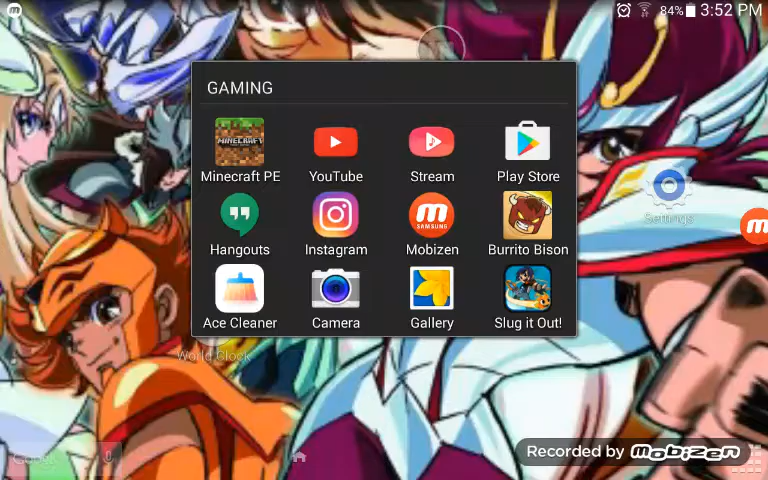 84% 3:52 PM
GAMING
MINECRAFT
Minecraft PE YouTube Stream Play Store
SAMSUNG
Hangouts Instagram Mobizen Burrito Bison
Settings
Ace Cleaner Camera Gallery Slug it Out!
World Clock
Google
Recorded by Mobizen